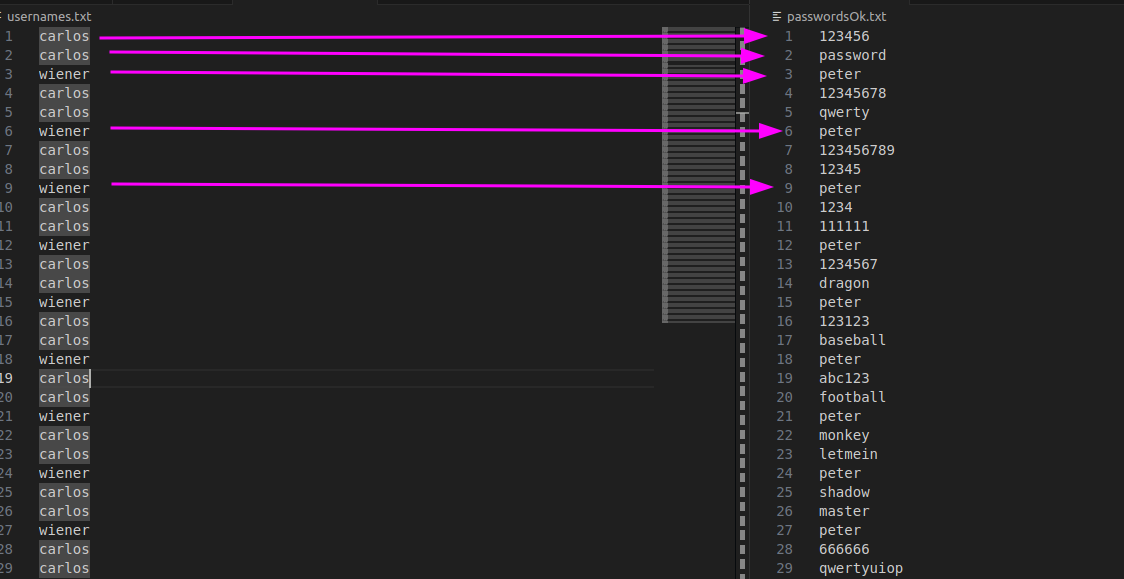 usernames.txt
1 carlos
2 carlos
3 wiener
4 carlos
5 carlos
6 wiener
7 carlos
8 carlos
9 wiener
10 carlos
11 carlos
12 wiener
13 carlos
14 carlos
15 wiener
16 carlos
17 carlos
18 wiener
19 carlos
20 carlos
21 wiener
22 carlos
23 carlos
24 wiener
25 carlos
26 carlos
27 wiener
28 carlos
29 carlos
passwordsOk.txt
1 123456
2 password
3 peter
4 12345678
5 qwerty
6 peter
7 123456789
8 12345
9 peter
10 1234
11 111111
12 peter
13 1234567
14 dragon
15 peter
16 123123
17 baseball
18 peter
19 abc123
20 football
21 peter
22 monkey
23 letmein
24 peter
25 shadow
26 master
27 peter
28 666666
29 qwertyuiop